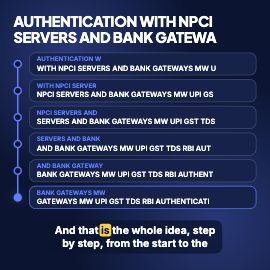 AUTHENTICATION WITH NPCI
SERVERS AND BANK GATEWA
AUTHENTICATION W
WITH NPCI SERVERS AND BANK GATEWAYS MW U
WITH NPCI SERVER
NPCI SERVERS AND BANK GATEWAYS MW UPI GS
NPCI SERVERS AND
SERVERS AND BANK GATEWAYS MW UPI GST TDS
SERVERS AND BANK
AND BANK GATEWAYS MW UPI GST TDS RBI AUT
AND BANK GATEWAY
BANK GATEWAYS MW UPI GST TDS RBI AUTHENT
BANK GATEWAYS MW
GATEWAYS MW UPI GST TDS RBI AUTHENTICATI
And that is the whole idea, step
by step, from the start to the